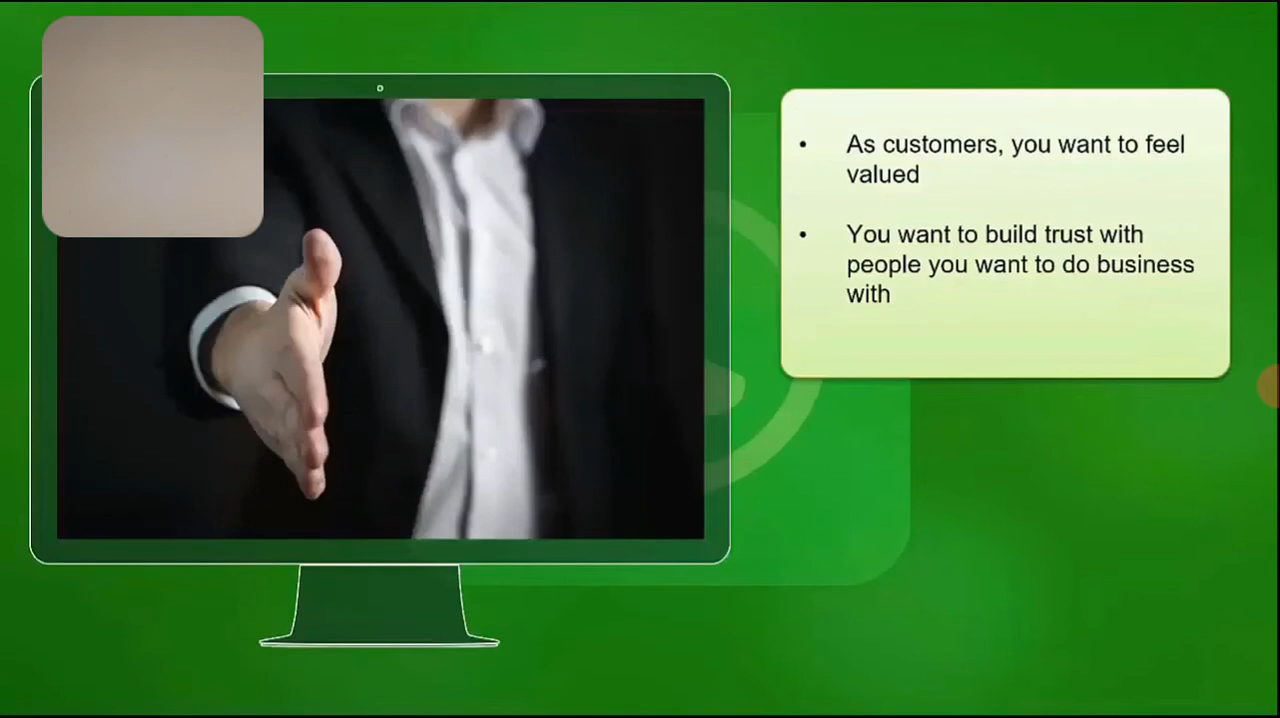 • As customers, you want to feel
valued
• You want to build trust with
people you want to do business
with